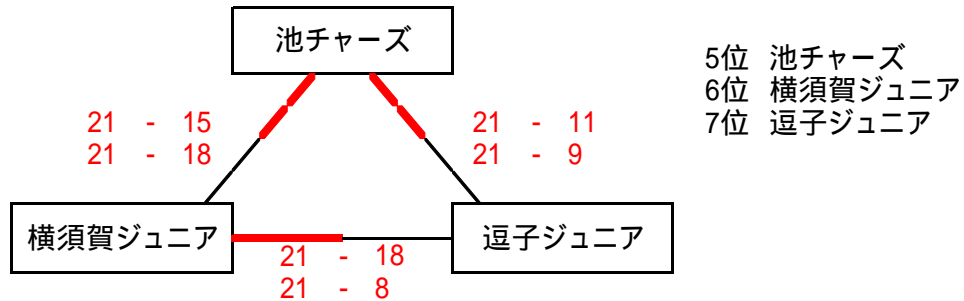 池チャーズ
5位 池チャーズ
6位 横須賀ジュニア
7位 逗子ジュニア
21 - 15
21 - 18
21 - 11
21 - 9
横須賀ジュニア
逗子ジュニア
21 - 18
21 - 8